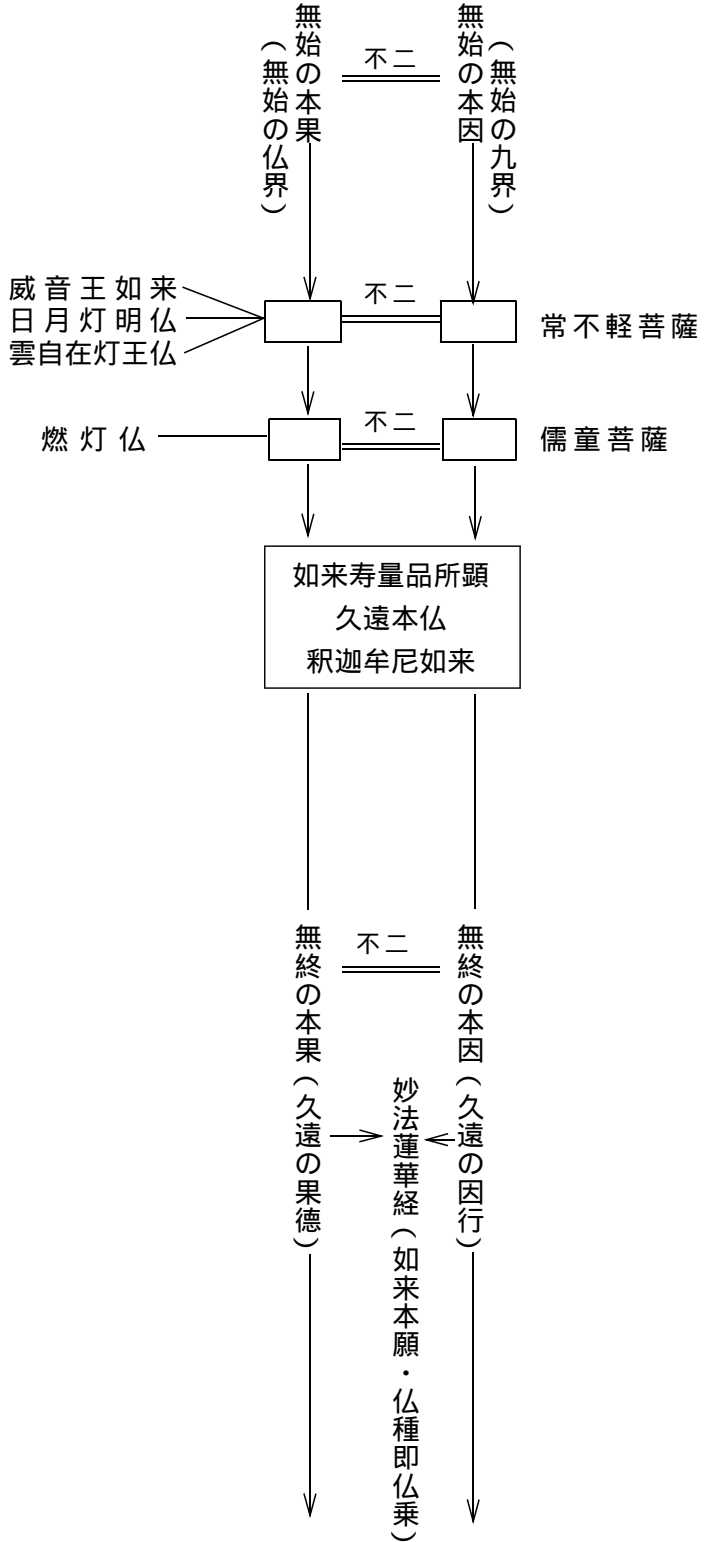 無始の本因
(無始の九界)
不二
無始の本果
(無始の仏界)
威音王如来
日月灯明仏
雲自在灯王仏
不二
常不軽菩薩
燃灯仏
不二
儒童菩薩
如来寿量品所顕
久遠本仏
釈迦牟尼如来
無終の本因(久遠の因行)
不二
無終の本果(久遠の果徳)
妙法蓮華経(如来本願・仏種即仏乗)